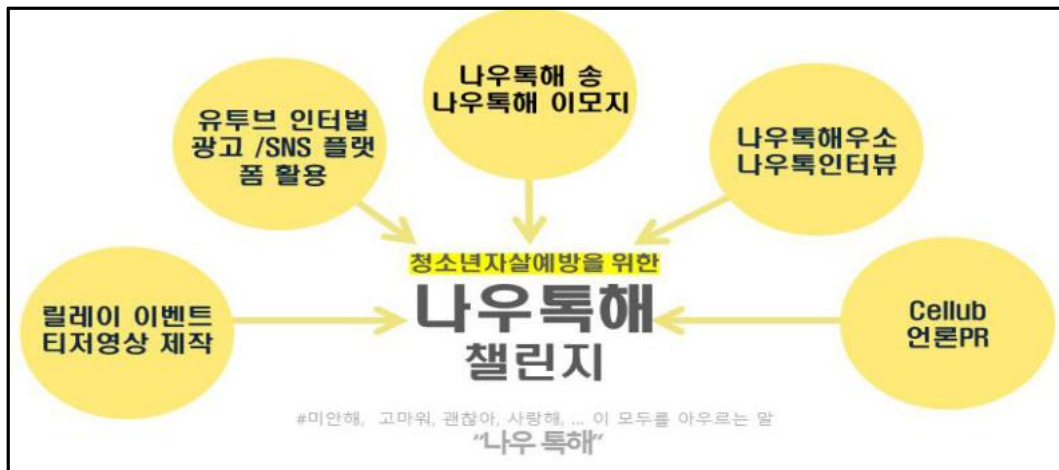 나우톡해 송
나우톡해 이모지
유투브 인터벌
광고 /SNS 플랫
폼 활용
나우톡해우소
나우톡인터뷰
릴레이 이벤트
티저영상 제작
Cellub
언론PR
청소년자살예방을 위한
나우톡해
챌린지
#미안해, 고마워, 괜찮아, 사랑해, ... 이 모두를 아우르는 말
“나우 톡해”